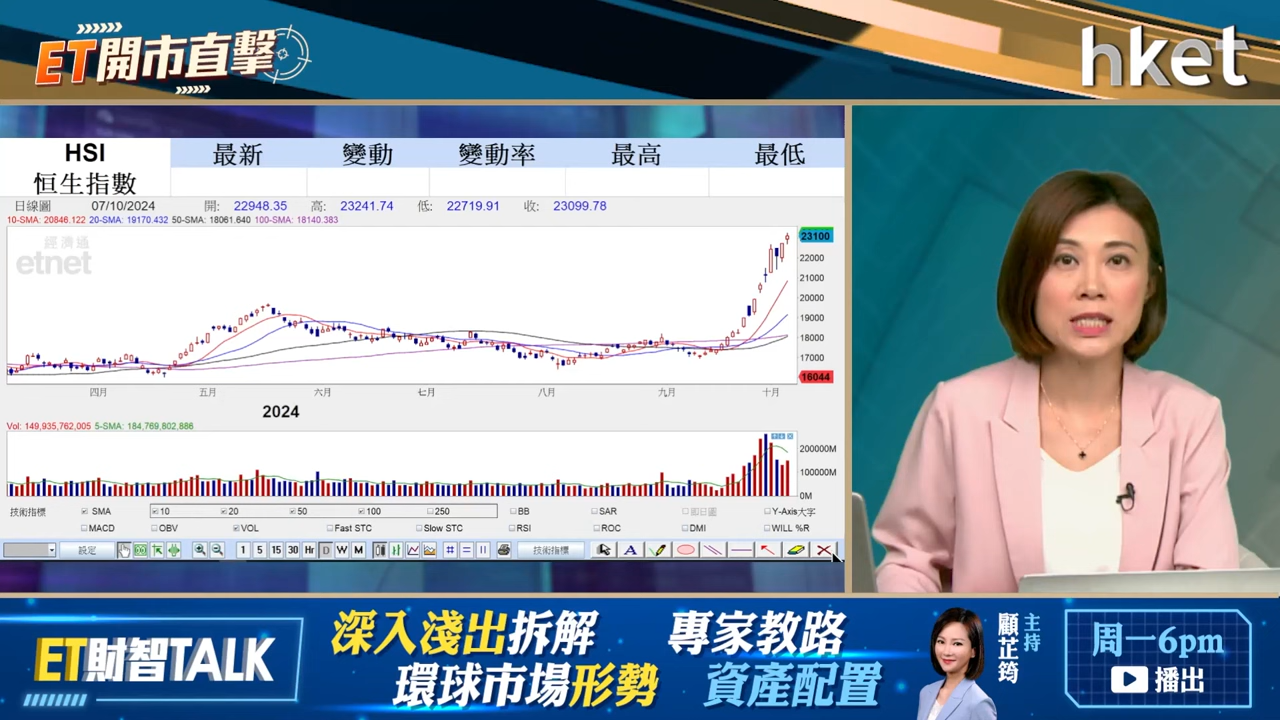 ET開市直擊
hket
HSI
恒生指數
最新 變動 變動率 最高 最低
日線圖 07/10/2024 開: 22948.35 高: 23241.74 低: 22719.91 收: 23099.78
10-SMA: 20846.122 20-SMA: 19170.432 50-SMA: 18061.640 100-SMA: 18140.383
經濟通
etnet
23100
22000
21000
20000
19000
18000
17000
16044
四月 五月 六月 七月 八月 九月 十月
2024
Vol: 149,935,762,005 5-SMA: 184,769,802,886
200000M
100000M
0M
技術指標 SMA 10 20 50 100 250 BB SAR 即日圖 Y-Axis大字
MACD OBV VOL Fast STC Slow STC RSI ROC DMI WILL %R
設定 1 5 15 30 Hr D W M 技術指標 A
ET財智TALK
深入淺出拆解
環球市場形勢
專家教路
資產配置
主持
顧芷筠
周一6pm
播出